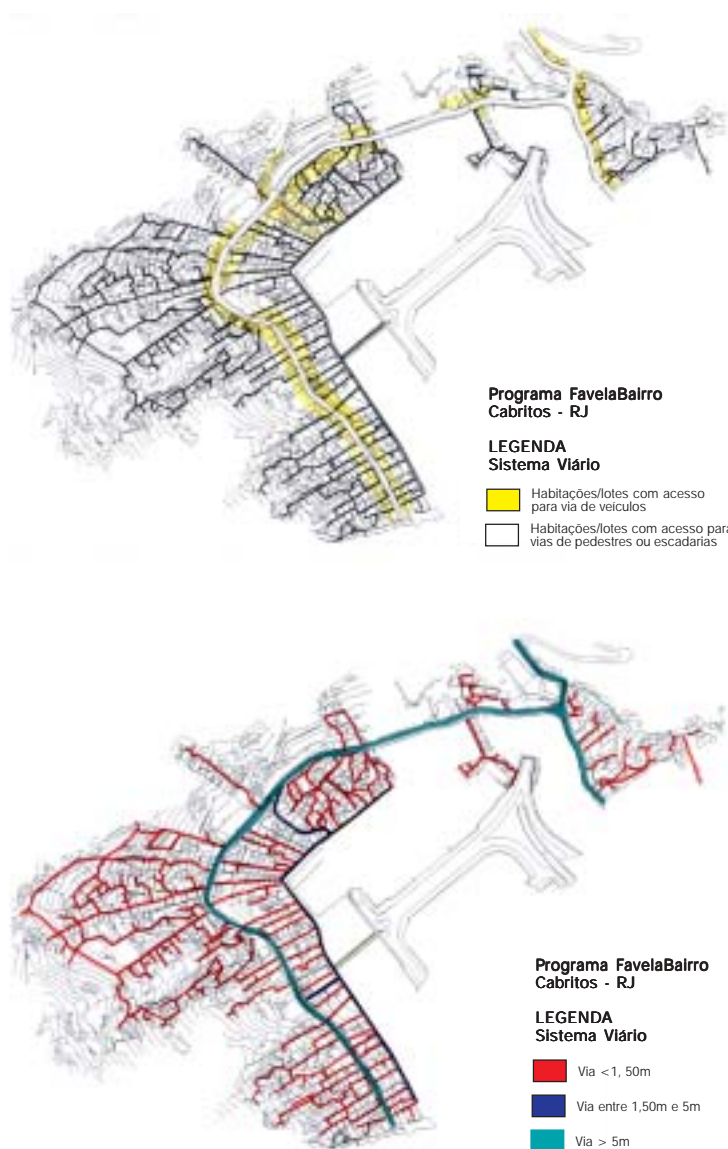 Programa FavelaBairro
Cabritos - RJ
LEGENDA
Sistema Viário
Habitações/lotes com acesso
para via de veículos
Habitações/lotes com acesso para
vias de pedestres ou escadarias
Programa FavelaBairro
Cabritos - RJ
LEGENDA
Sistema Viário
Via <1, 50m
Via entre 1,50m e 5m
Via > 5m